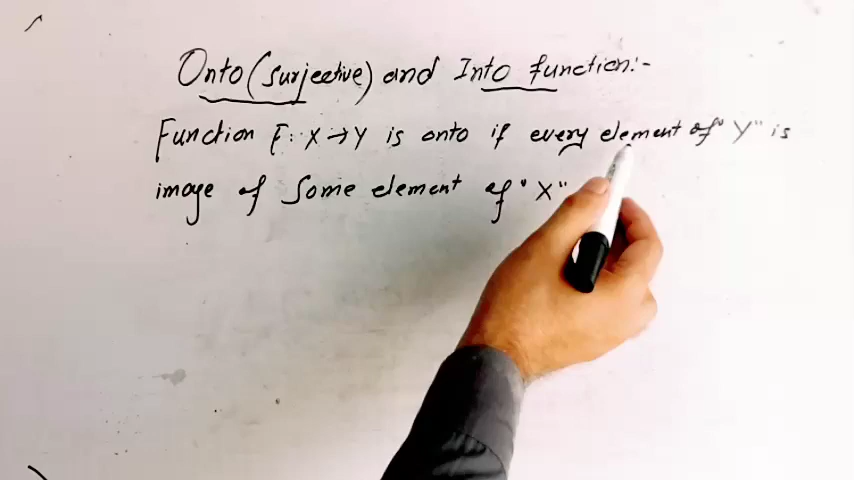 Onto (Surjective) and Into function:-
Function F: X → Y is onto if every element of "Y" is
image of Some element of "X"